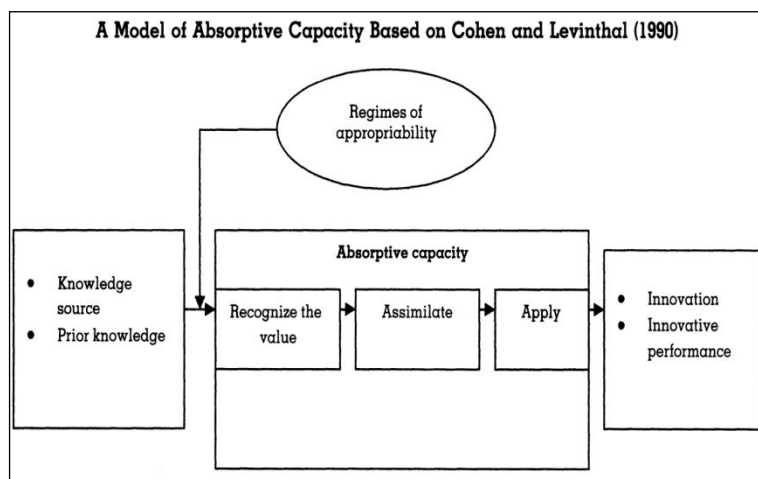 A Model of Absorptive Capacity Based on Cohen and Levinthal (1990)
Regimes of
appropriability
Absorptive capacity
• Knowledge
source
• Prior knowledge
Recognize the
value
Assimilate
Apply
• Innovation
• Innovative
performance